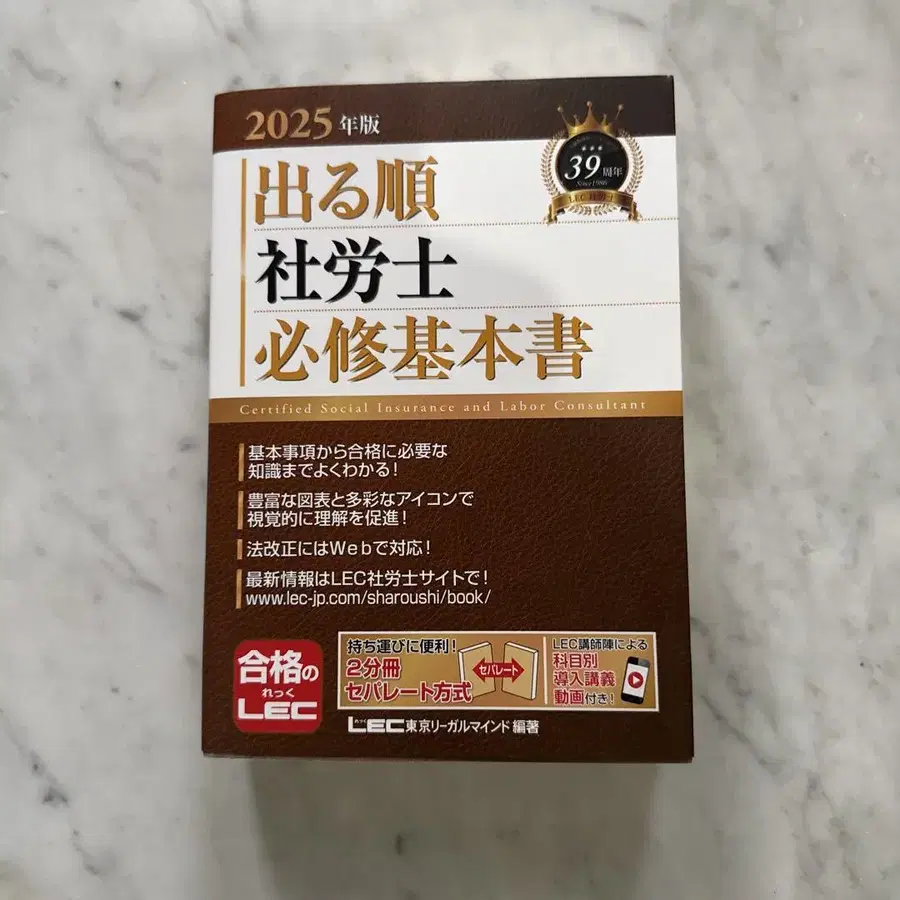 2025年版
39周年
Since1986
出る順
社労士
必修基本書
Certified Social Insurance and Labor Consultant
基本事項から合格に必要な
知識までよくわかる!
豊富な図表と多彩なアイコンで
視覚的に理解を促進!
法改正にはWebで対応!
最新情報はLEC社労士サイトで!
www.lec-jp.com/sharoushi/book/
合格の
れっく
LEC
持ち運びに便利!
2分冊
セパレート方式
セパレート
LEC講師陣による
科目別
導入講義
動画付き!
LEC東京リーガルマインド 編著